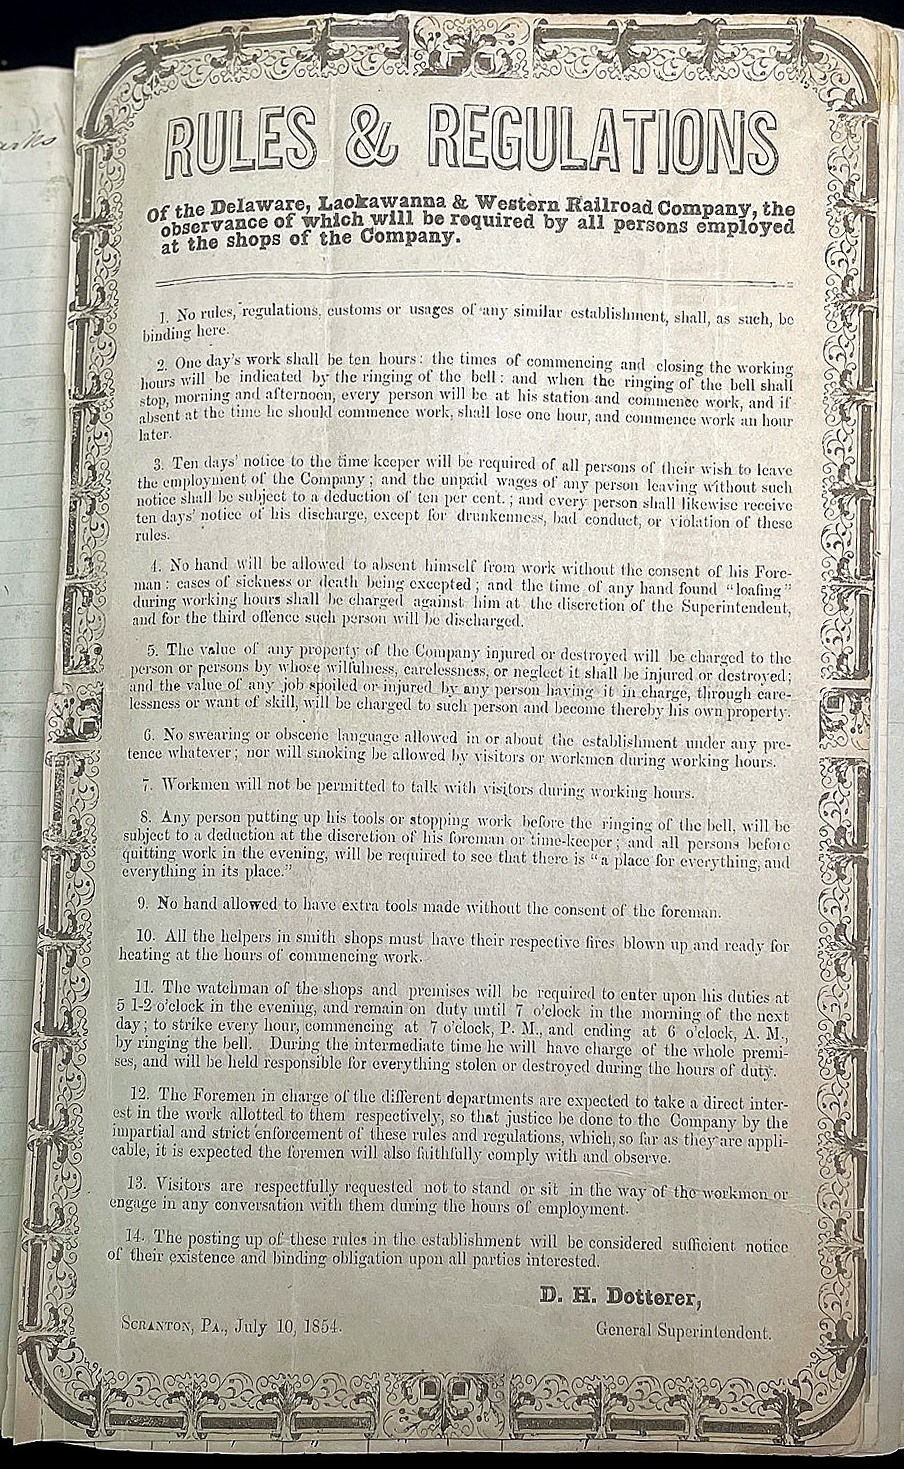 arks
RULES & REGULATIONS
Of the Delaware, Laokawanna & Western Railroad Company, the
observance of which will be required by all persons employed
at the shops of the Company.
1. No rules, regulations, customs or usages of any similar establishment, shall, as such, be
binding here.
2. One day's work shall be ten hours: the times of commencing and closing the working
hours will be indicated by the ringing of the bell: and when the ringing of the bell shall
stop, morning and afternoon, every person will be at his station and commence work, and if
absent at the time he should commence work, shall lose one hour, and commence work an hour
later.
3. Ten days' notice to the time keeper will be required of all persons of their wish to leave
the employment of the Company; and the unpaid wages of any person leaving without such
notice shall be subject to a deduction of ten per cent.; and every person shall likewise receive
ten days' notice of his discharge, except for drunkenness, bad conduct, or violation of these
rules.
4. No hand will be allowed to absent himself from work without the consent of his Fore-
man: cases of sickness or death being excepted; and the time of any hand found "loafing"
during working hours shall be charged against him at the discretion of the Superintendent,
and for the third offence such person will be discharged.
5. The value of any property of the Company injured or destroyed will be charged to the
person or persons by whose wilfulness, carelessness, or neglect it shall be injured or destroyed;
and the value of any job spoiled or injured by any person having it in charge, through care-
lessness or want of skill, will be charged to such person and become thereby his own property.
6. No swearing or obscene language allowed in or about the establishment under any pre-
tence whatever; nor will smoking be allowed by visitors or workmen during working hours.
7. Workmen will not be permitted to talk with visitors during working hours.
8. Any person putting up his tools or stopping work before the ringing of the bell, will be
subject to a deduction at the discretion of his foreman or time-keeper; and all persons before
quitting work in the evening, will be required to see that there is "a place for everything, and
everything in its place."
9. No hand allowed to have extra tools made without the consent of the foreman.
10. All the helpers in smith shops must have their respective fires blown up and ready for
heating at the hours of commencing work.
11. The watchman of the shops and premises will be required to enter upon his duties at
5 1-2 o'clock in the evening, and remain on duty until 7 o'clock in the morning of the next
day; to strike every hour, commencing at 7 o'clock, P. M., and ending at 6 o'clock, A. M.,
by ringing the bell. During the intermediate time he will have charge of the whole premi-
ses, and will be held responsible for everything stolen or destroyed during the hours of duty.
12. The Foremen in charge of the different departments are expected to take a direct inter-
est in the work allotted to them respectively, so that justice be done to the Company by the
impartial and strict enforcement of these rules and regulations, which, so far as they are appli-
cable, it is expected the foremen will also faithfully comply with and observe.
13. Visitors are respectfully requested not to stand or sit in the way of the workmen or
engage in any conversation with them during the hours of employment.
14. The posting up of these rules in the establishment will be considered sufficient notice
of their existence and binding obligation upon all parties interested.
D. H. Dotterer,
SCRANTON, PA., July 10, 1854. General Superintendent.